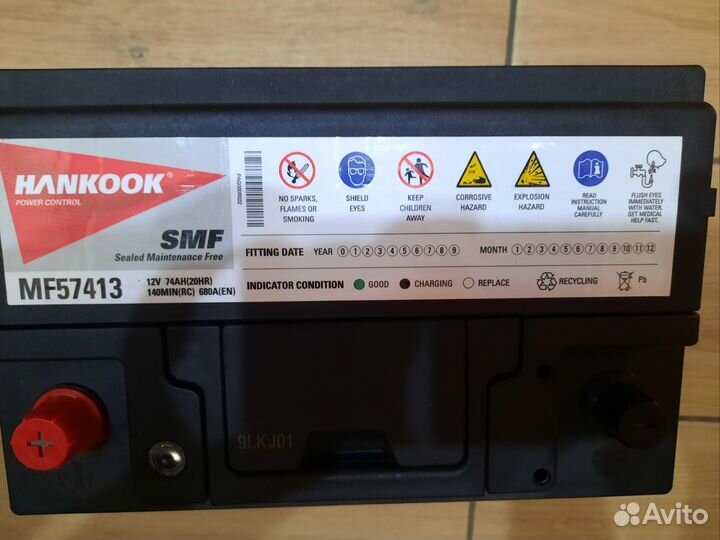 HANKOOK®
POWER CONTROL
SMF
Sealed Maintenance Free
MF57413
12V 74AH(20HR)
140MIN(RC) 680A(EN)
NO SPARKS,
FLAMES OR
SMOKING
SHIELD
EYES
KEEP
CHILDREN
AWAY
CORROSIVE
HAZARD
EXPLOSION
HAZARD
READ
INSTRUCTION
MANUAL
CAREFULLY
FLUSH EYES
IMMEDIATELY
WITH WATER,
GET MEDICAL
HELP FAST.
FITTING DATE YEAR 0 1 2 3 4 5 6 7 8 9 MONTH 1 2 3 4 5 6 7 8 9 10 11 12
INDICATOR CONDITION GOOD CHARGING REPLACE
RECYCLING
Pb
+
9LKJ01
Avito